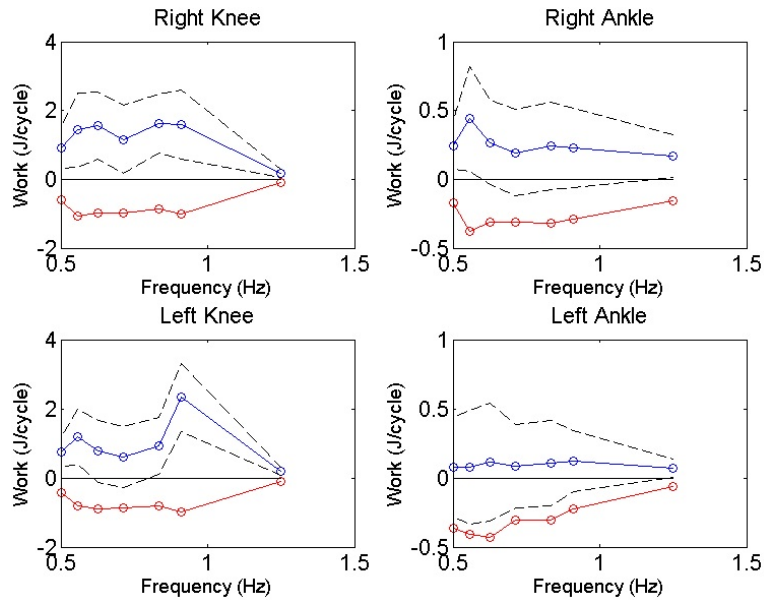 Right Knee
4
2
0
-2
0.5
1
1.5
Work (J/cycle)
Frequency (Hz)
Right Ankle
1
0.5
0
-0.5
0.5
1
1.5
Work (J/cycle)
Frequency (Hz)
Left Knee
4
2
0
-2
0.5
1
1.5
Work (J/cycle)
Frequency (Hz)
Left Ankle
1
0.5
0
-0.5
0.5
1
1.5
Work (J/cycle)
Frequency (Hz)